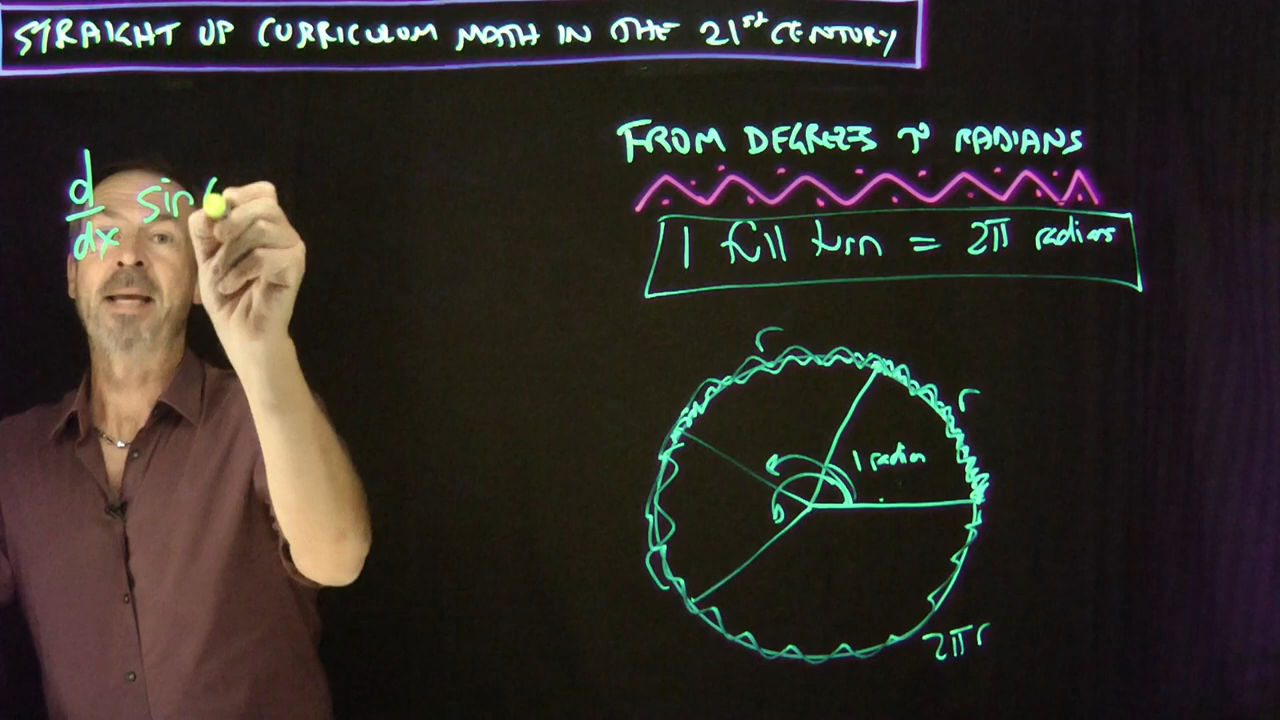 STRAIGHT UP CURRICULUM MATH IN THE 21st CENTURY
FROM DEGREES TO RADIANS
1 full turn = 2π radians
d/dx sin(
r
r
1 radian
2πr